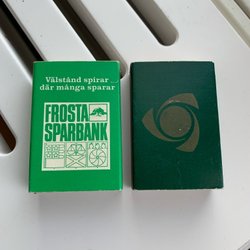 Välstånd spirar
där många sparar
FROSTA
SPARBANK